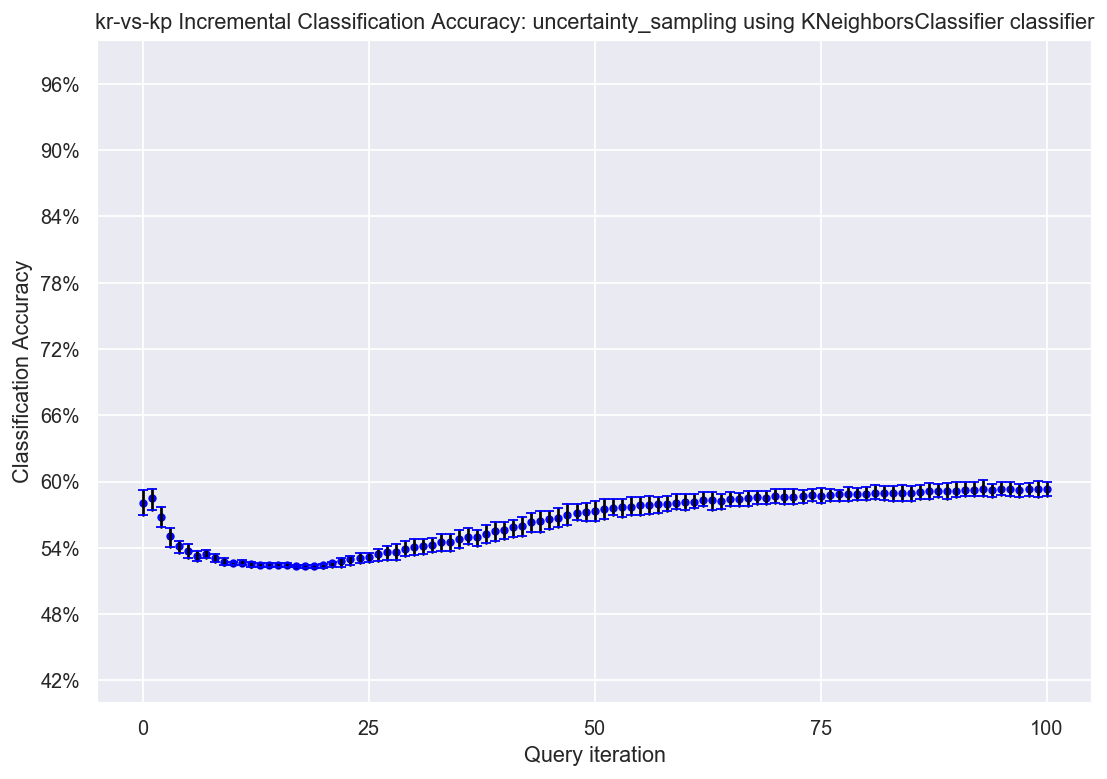 kr-vs-kp Incremental Classification Accuracy: uncertainty_sampling using KNeighborsClassifier classifier
96%
90%
84%
78%
72%
66%
60%
54%
48%
42%
Classification Accuracy
0 25 50 75 100
Query iteration